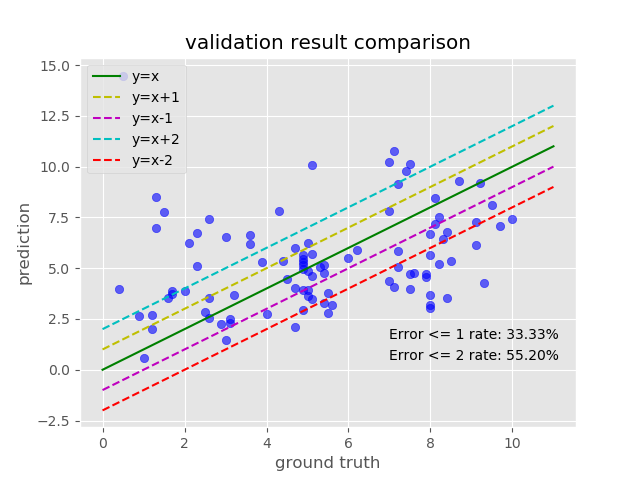 validation result comparison
15.0
12.5
10.0
7.5
5.0
2.5
0.0
−2.5
prediction
y=x
y=x+1
y=x-1
y=x+2
y=x-2
Error <= 1 rate: 33.33%
Error <= 2 rate: 55.20%
0 2 4 6 8 10
ground truth